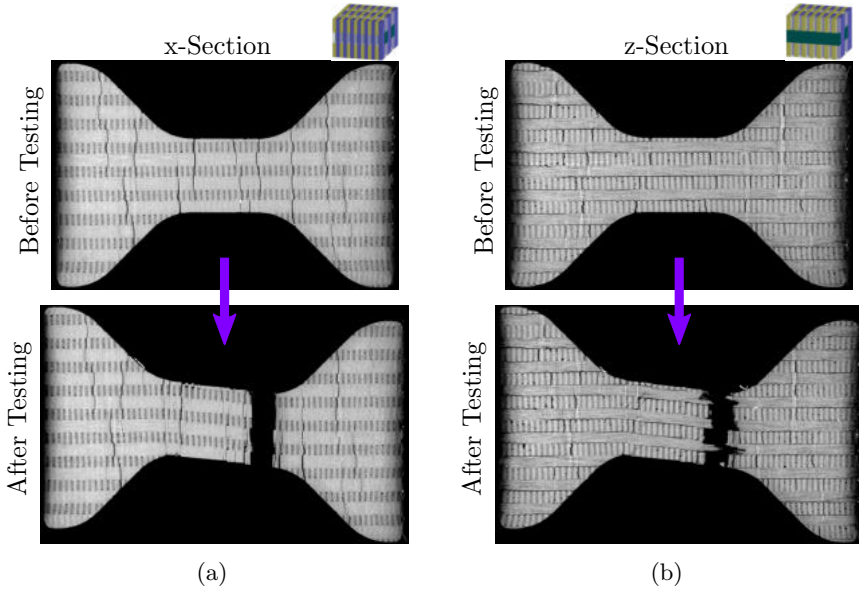 x-Section
z-Section
Before Testing
Before Testing
After Testing
After Testing
(a)
(b)